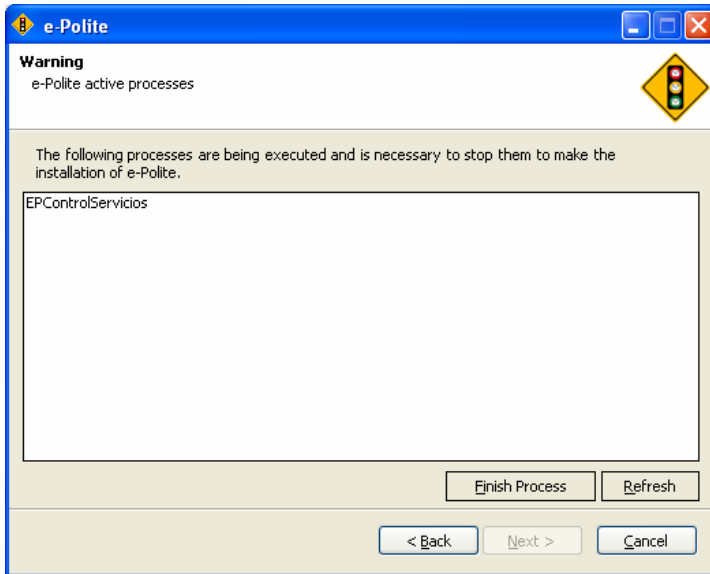 e-Polite
Warning
e-Polite active processes
The following processes are being executed and is necessary to stop them to make the
installation of e-Polite.
EPControlServicios
Finish Process Refresh
< Back Next > Cancel